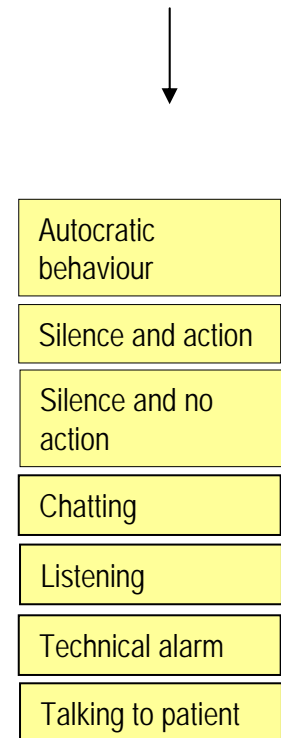 Autocratic
behaviour
Silence and action
Silence and no
action
Chatting
Listening
Technical alarm
Talking to patient